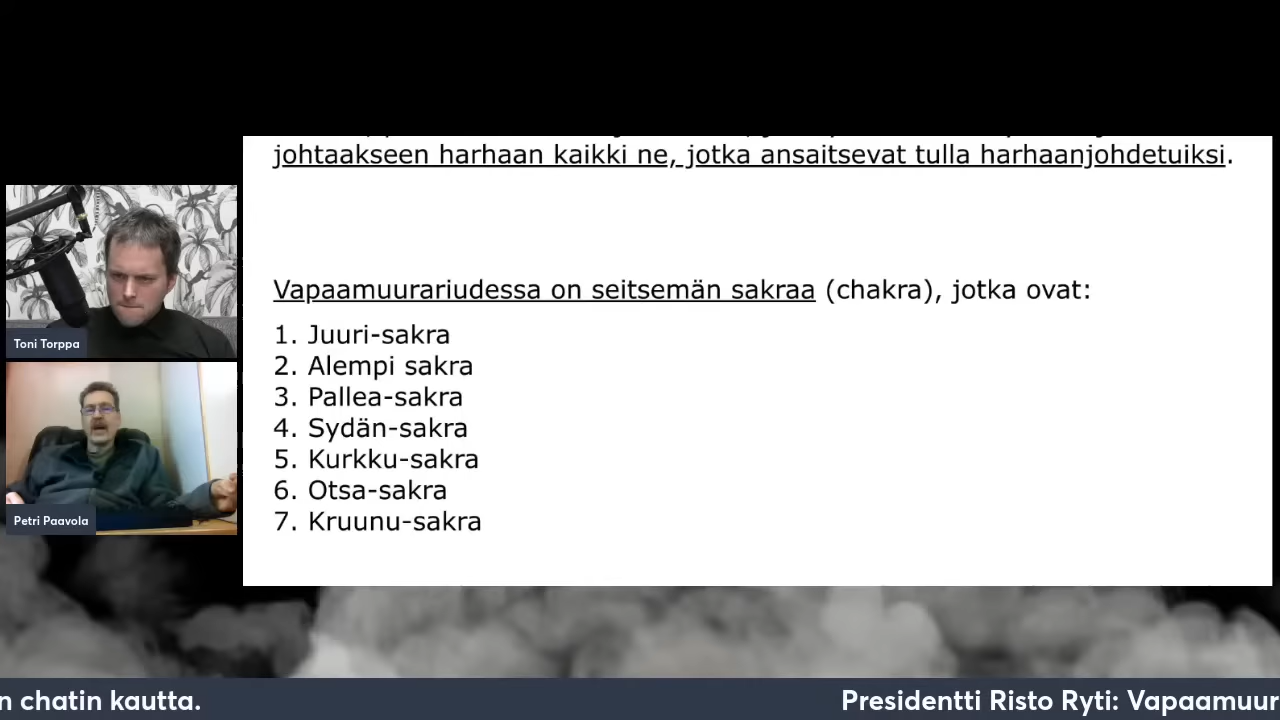 johtaakseen harhaan kaikki ne, jotka ansaitsevat tulla harhaanjohdetuiksi.
Vapaamuurariudessa on seitsemän sakraa (chakra), jotka ovat:
1. Juuri-sakra
2. Alempi sakra
3. Pallea-sakra
4. Sydän-sakra
5. Kurkku-sakra
6. Otsa-sakra
7. Kruunu-sakra
Toni Torppa
Petri Paavola
n chatin kautta.
Presidentti Risto Ryti: Vapaamuur